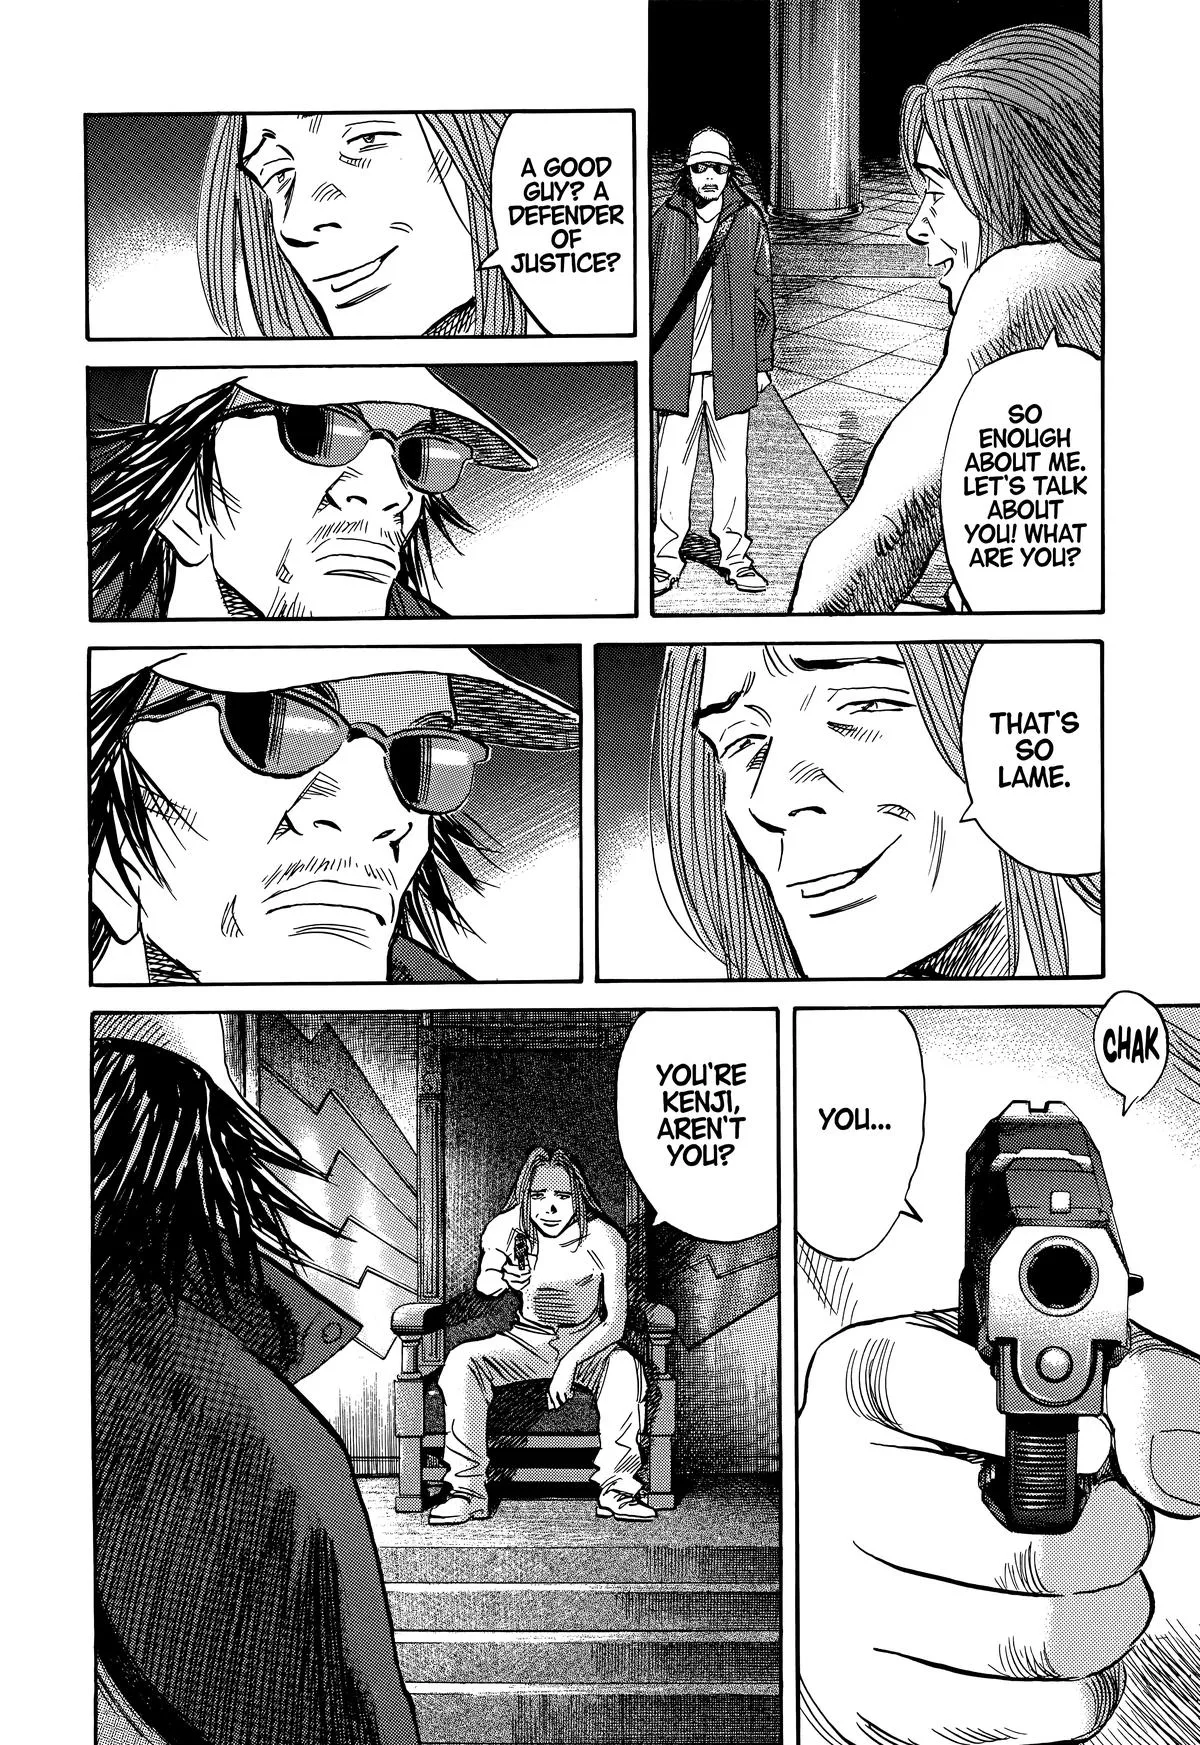 SO
ENOUGH
ABOUT ME.
LET'S TALK
ABOUT
YOU! WHAT
ARE YOU?
A GOOD
GUY? A
DEFENDER
OF
JUSTICE?
THAT'S
SO
LAME.
CHAK
YOU...
YOU'RE
KENJI,
AREN'T
YOU?